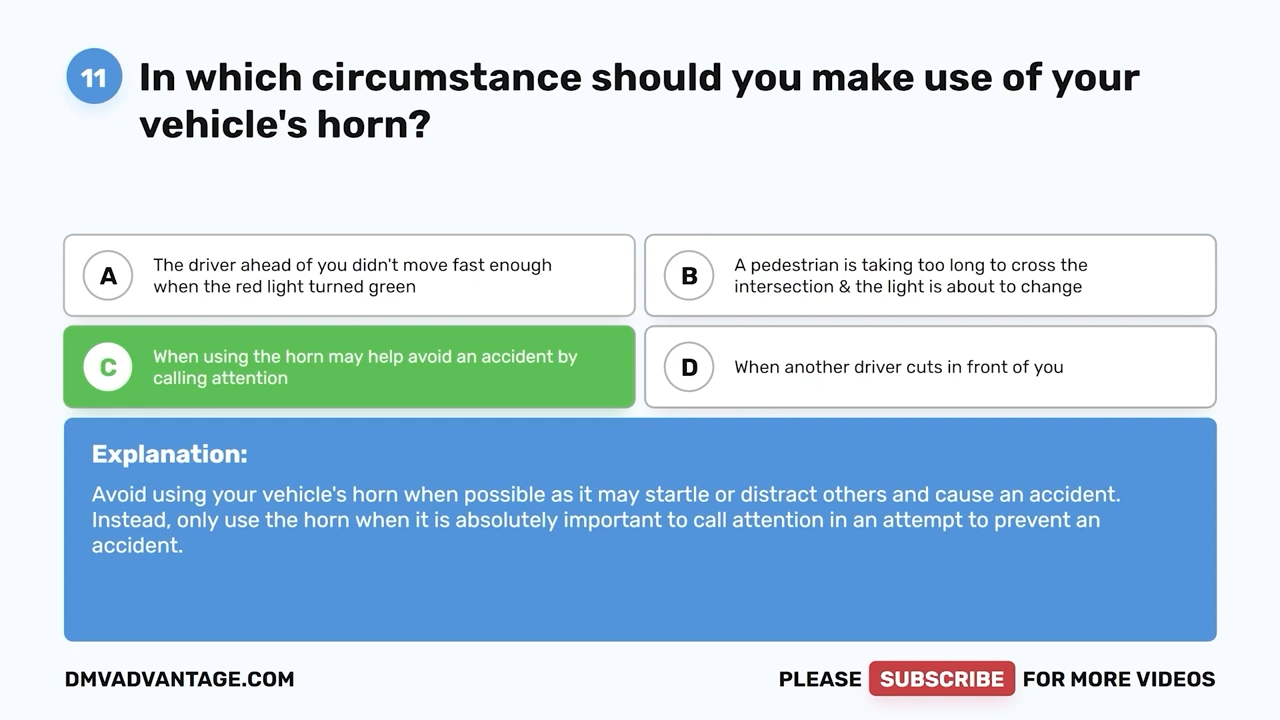 11
In which circumstance should you make use of your
vehicle's horn?
A
The driver ahead of you didn't move fast enough
when the red light turned green
B
A pedestrian is taking too long to cross the
intersection & the light is about to change
C
When using the horn may help avoid an accident by
calling attention
D
When another driver cuts in front of you
Explanation:
Avoid using your vehicle's horn when possible as it may startle or distract others and cause an accident.
Instead, only use the horn when it is absolutely important to call attention in an attempt to prevent an
accident.
DMVADVANTAGE.COM
PLEASE SUBSCRIBE FOR MORE VIDEOS